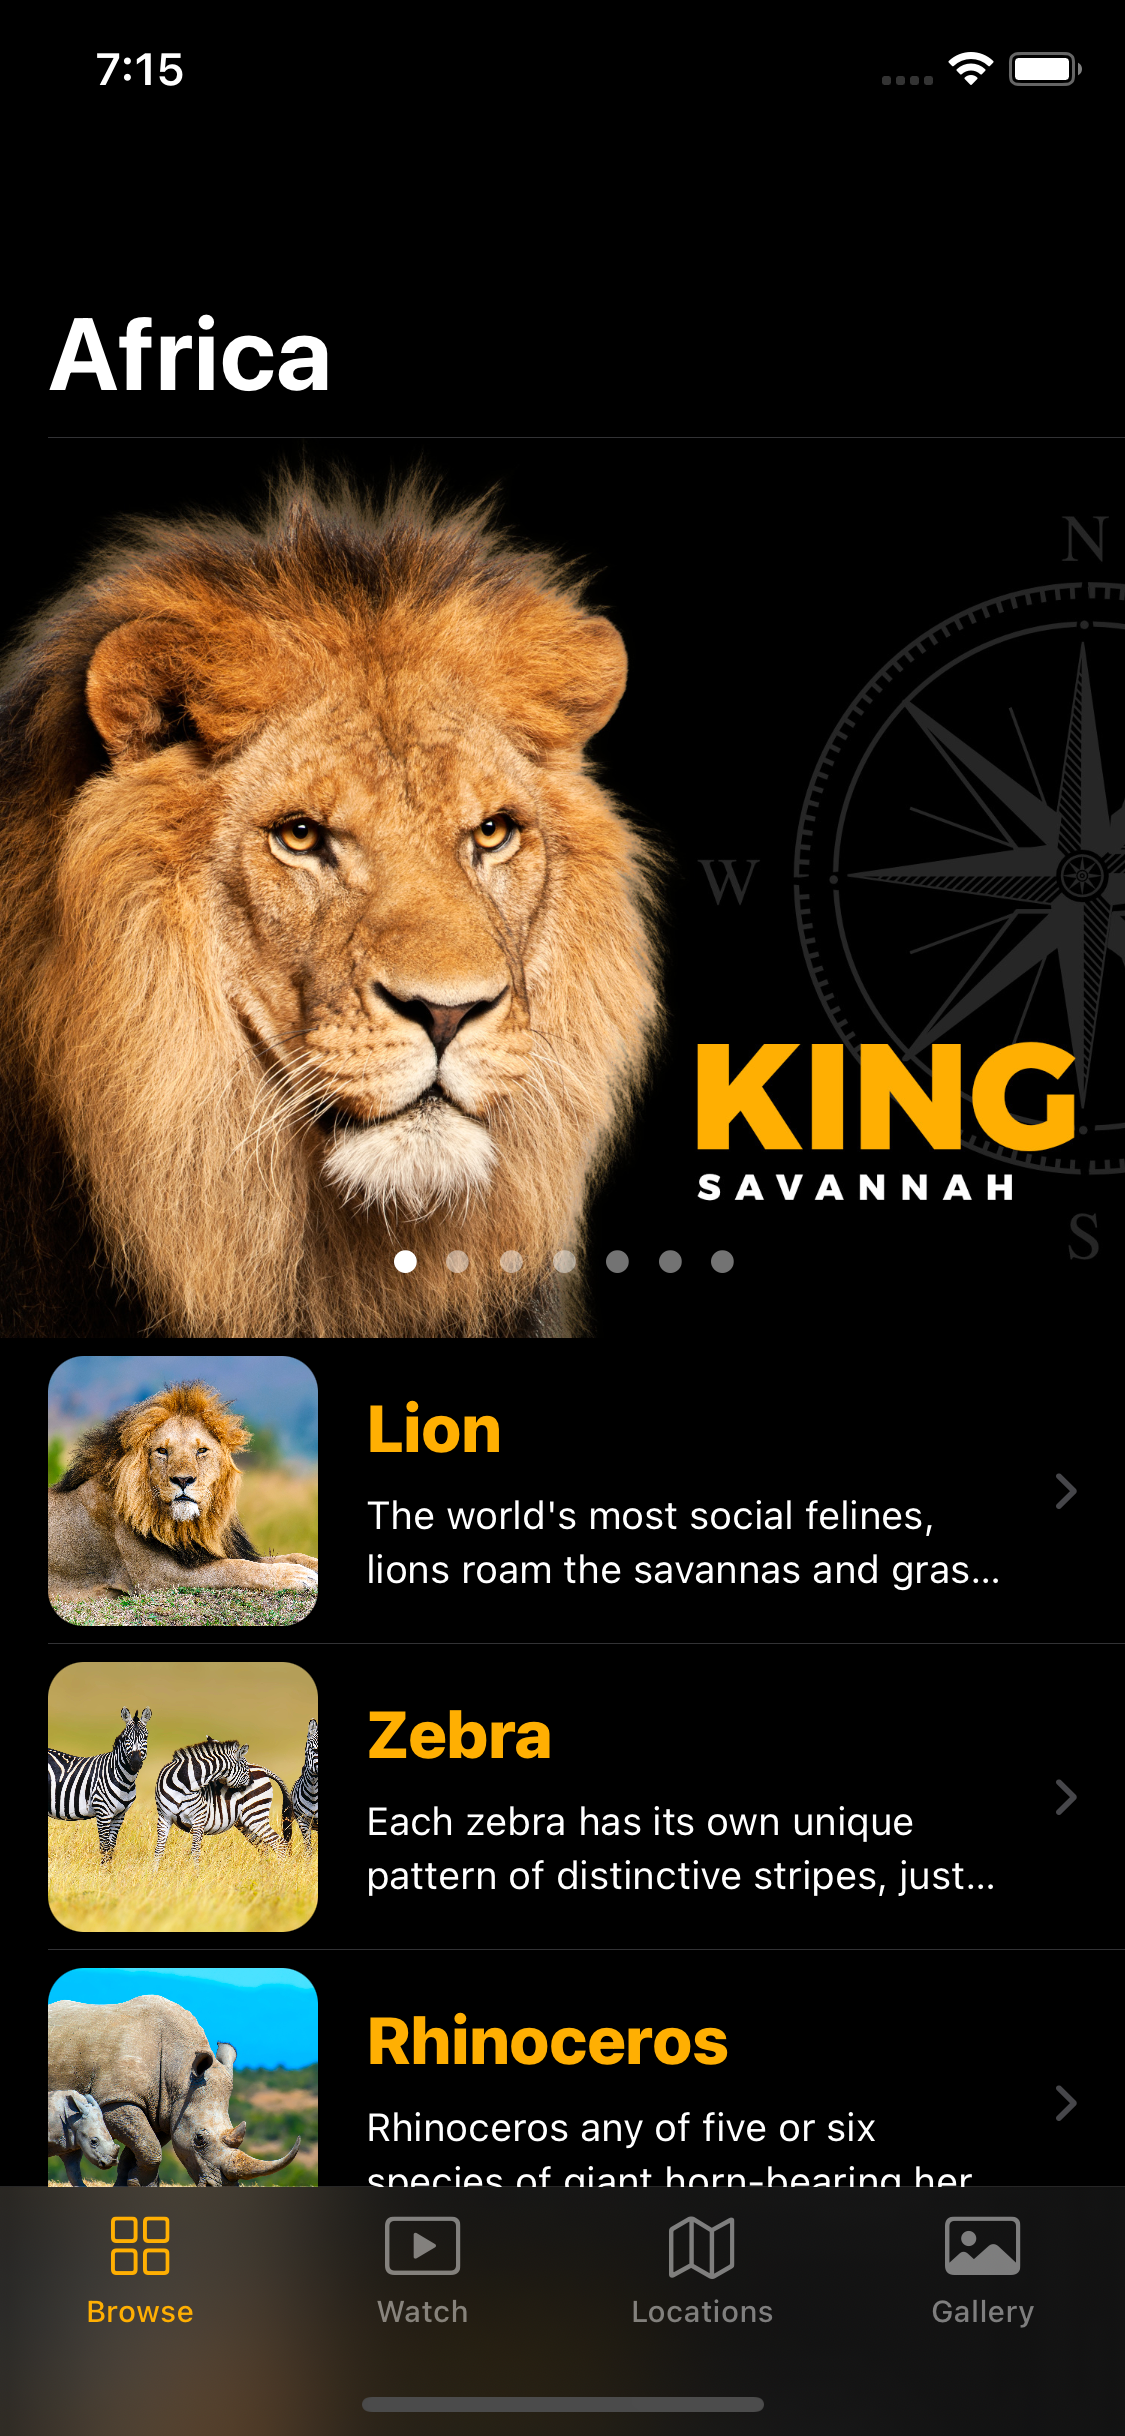 7:15
Africa
N
W
KING
SAVANNAH
S
Lion
The world's most social felines,
lions roam the savannas and gras...
Zebra
Each zebra has its own unique
pattern of distinctive stripes, just...
Rhinoceros
Rhinoceros any of five or six
species of giant horn-bearing her
Browse
Watch
Locations
Gallery